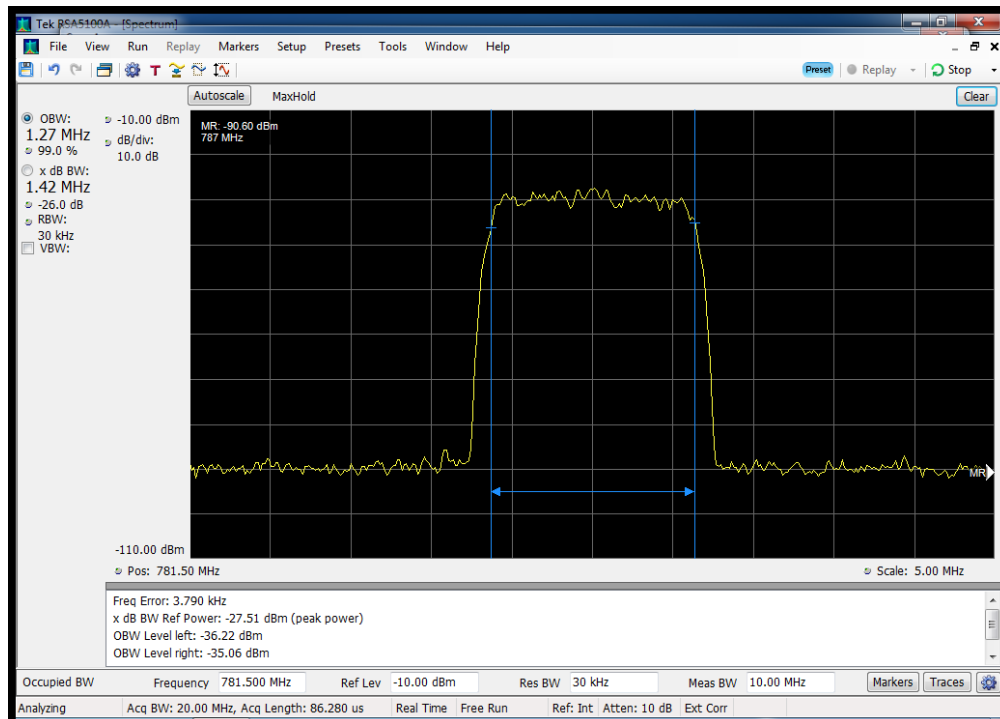 Tek RSA5100A - [Spectrum]
File View Run Replay Markers Setup Presets Tools Window Help
Preset Replay Stop
Autoscale MaxHold Clear
OBW:
1.27 MHz
99.0 %
x dB BW:
1.42 MHz
-26.0 dB
RBW:
30 kHz
VBW:
-10.00 dBm
dB/div:
10.0 dB
MR: -90.60 dBm
787 MHz
MR
-110.00 dBm
Pos: 781.50 MHz Scale: 5.00 MHz
Freq Error: 3.790 kHz
x dB BW Ref Power: -27.51 dBm (peak power)
OBW Level left: -36.22 dBm
OBW Level right: -35.06 dBm
Occupied BW Frequency 781.500 MHz Ref Lev -10.00 dBm Res BW 30 kHz Meas BW 10.00 MHz Markers Traces
Analyzing Acq BW: 20.00 MHz, Acq Length: 86.280 us Real Time Free Run Ref: Int Atten: 10 dB Ext Corr